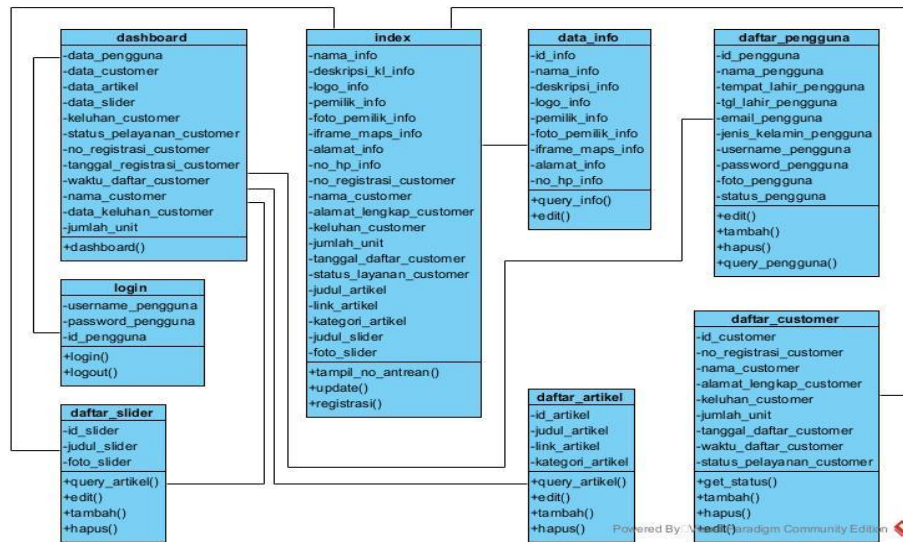 dashboard
-data_pengguna
-data_customer
-data_artikel
-data_slider
-keluhan_customer
-status_pelayanan_customer
-no_registrasi_customer
-tanggal_registrasi_customer
-waktu_daftar_customer
-nama_customer
-data_keluhan_customer
-jumlah_unit
+dashboard()
login
-username_pengguna
-password_pengguna
-id_pengguna
+login()
+logout()
daftar_slider
-id_slider
-judul_slider
-foto_slider
+query_artikel()
+edit()
+tambah()
+hapus()
index
-nama_info
-deskripsi_kl_info
-logo_info
-pemilik_info
-foto_pemilik_info
-iframe_maps_info
-alamat_info
-no_hp_info
-no_registrasi_customer
-nama_customer
-alamat_lengkap_customer
-keluhan_customer
-jumlah_unit
-tanggal_daftar_customer
-status_layanan_customer
-judul_artikel
-link_artikel
-kategori_artikel
-judul_slider
-foto_slider
+tampil_no_antrean()
+update()
+registrasi()
data_info
-id_info
-nama_info
-deskripsi_info
-logo_info
-pemilik_info
-foto_pemilik_info
-iframe_maps_info
-alamat_info
-no_hp_info
+query_info()
+edit()
daftar_artikel
-id_artikel
-judul_artikel
-link_artikel
-kategori_artikel
+query_artikel()
+edit()
+tambah()
+hapus()
daftar_pengguna
-id_pengguna
-nama_pengguna
-tempat_lahir_pengguna
-tgl_lahir_pengguna
-email_pengguna
-jenis_kelamin_pengguna
-username_pengguna
-password_pengguna
-foto_pengguna
-status_pengguna
+edit()
+tambah()
+hapus()
+query_pengguna()
daftar_customer
-id_customer
-no_registrasi_customer
-nama_customer
-alamat_lengkap_customer
-keluhan_customer
-jumlah_unit
-tanggal_daftar_customer
-waktu_daftar_customer
-status_pelayanan_customer
+get_status()
+tambah()
+hapus()
+edit()
Powered By Visual Paradigm Community Edition